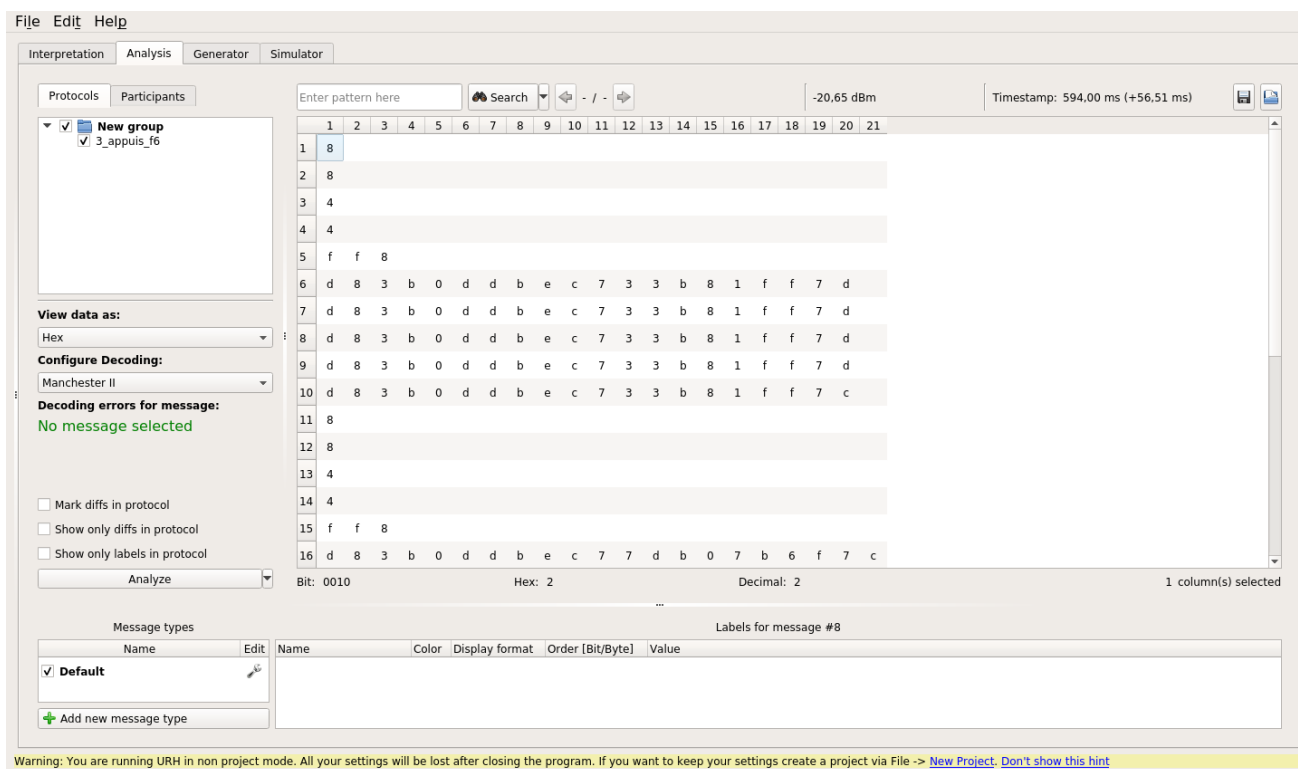 File Edit Help
Interpretation Analysis Generator Simulator
Protocols Participants
Enter pattern here Search - / - -20,65 dBm Timestamp: 594,00 ms (+56,51 ms)
New group
3_appuis_f6
1 2 3 4 5 6 7 8 9 10 11 12 13 14 15 16 17 18 19 20 21
1 8
2 8
3 4
4 4
5 f f 8
6 d 8 3 b 0 d d b e c 7 3 3 b 8 1 f f 7 d
7 d 8 3 b 0 d d b e c 7 3 3 b 8 1 f f 7 d
8 d 8 3 b 0 d d b e c 7 3 3 b 8 1 f f 7 d
9 d 8 3 b 0 d d b e c 7 3 3 b 8 1 f f 7 d
10 d 8 3 b 0 d d b e c 7 3 3 b 8 1 f f 7 c
11 8
12 8
13 4
14 4
15 f f 8
16 d 8 3 b 0 d d b e c 7 7 d b 0 7 b 6 f 7 c
View data as:
Hex
Configure Decoding:
Manchester II
Decoding errors for message:
No message selected
Mark diffs in protocol
Show only diffs in protocol
Show only labels in protocol
Analyze
Bit: 0010 Hex: 2 Decimal: 2 1 column(s) selected
Message types
Name Edit
Default
Add new message type
Labels for message #8
Name Color Display format Order [Bit/Byte] Value
Warning: You are running URH in non project mode. All your settings will be lost after closing the program. If you want to keep your settings create a project via File -> New Project. Don't show this hint